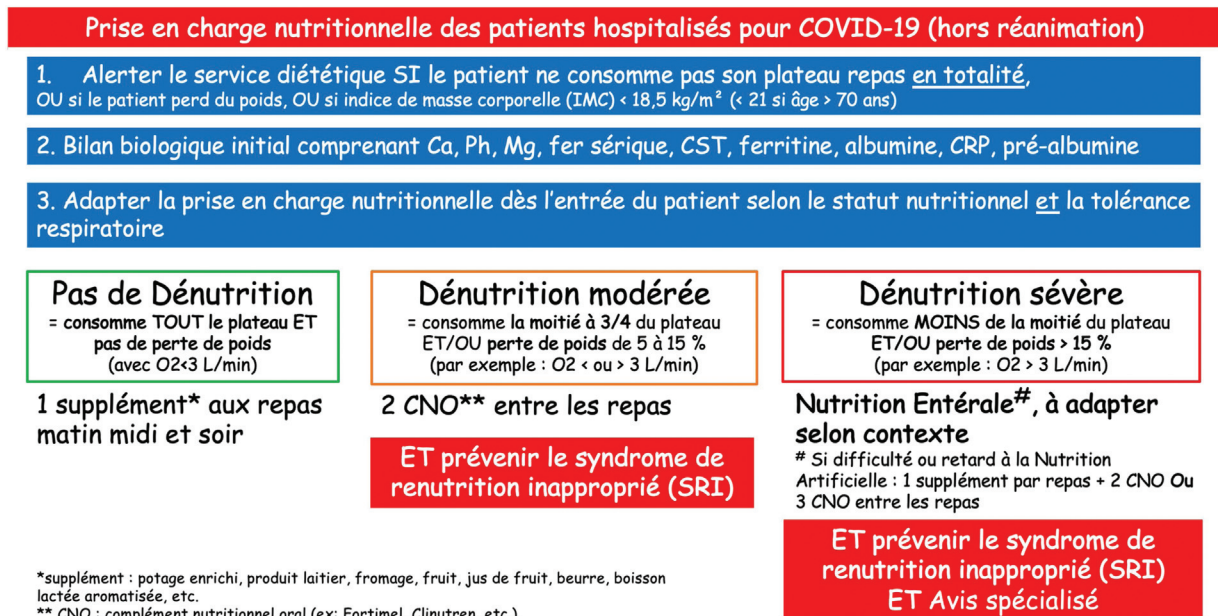 Prise en charge nutritionnelle des patients hospitalisés pour COVID-19 (hors réanimation)
1. Alerter le service diététique SI le patient ne consomme pas son plateau repas en totalité,
OU si le patient perd du poids, OU si indice de masse corporelle (IMC) < 18,5 kg/m² (< 21 si âge > 70 ans)
2. Bilan biologique initial comprenant Ca, Ph, Mg, fer sérique, CST, ferritine, albumine, CRP, pré-albumine
3. Adapter la prise en charge nutritionnelle dès l'entrée du patient selon le statut nutritionnel et la tolérance
respiratoire
Pas de Dénutrition
= consomme TOUT le plateau ET
pas de perte de poids
(avec O2<3 L/min)
1 supplément* aux repas
matin midi et soir
Dénutrition modérée
= consomme la moitié à 3/4 du plateau
ET/OU perte de poids de 5 à 15 %
(par exemple : O2 < ou > 3 L/min)
2 CNO** entre les repas
ET prévenir le syndrome de
renutrition inapproprié (SRI)
Dénutrition sévère
= consomme MOINS de la moitié du plateau
ET/OU perte de poids > 15 %
(par exemple : O2 > 3 L/min)
Nutrition Entérale#, à adapter
selon contexte
# Si difficulté ou retard à la Nutrition
Artificielle : 1 supplément par repas + 2 CNO Ou
3 CNO entre les repas
ET prévenir le syndrome de
renutrition inapproprié (SRI)
ET Avis spécialisé
*supplément : potage enrichi, produit laitier, fromage, fruit, jus de fruit, beurre, boisson
lactée aromatisée, etc.
** CNO : complément nutritionnel oral (ex: Fortimel, Clinutren, etc.)